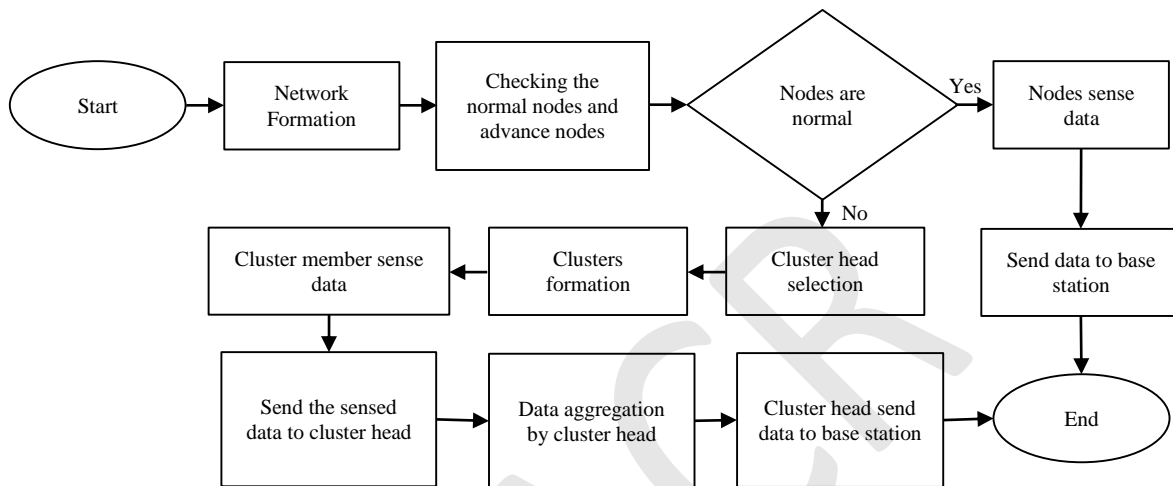 Start
Network
Formation
Checking the
normal nodes and
advance nodes
Nodes are
normal
Yes
Nodes sense
data
No
Cluster member sense
data
Clusters
formation
Cluster head
selection
Send data to base
station
Send the sensed
data to cluster head
Data aggregation
by cluster head
Cluster head send
data to base station
End